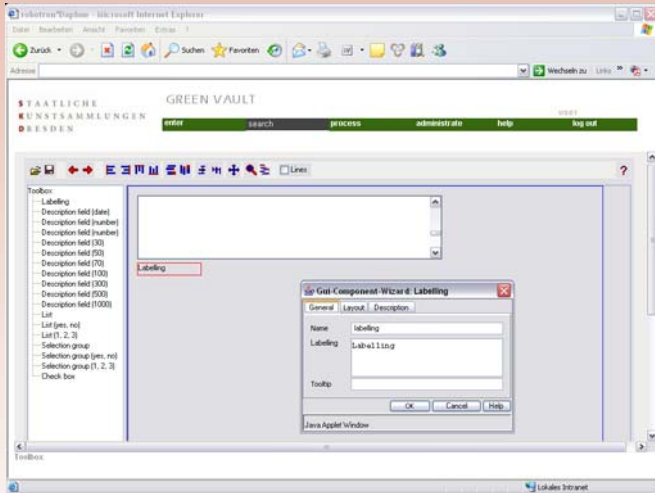 robotron*Daphne - Microsoft Internet Explorer
Datei Bearbeiten Ansicht Favoriten Extras ?
Zurück Suchen Favoriten
Adresse Wechseln zu Links »
STAATLICHE
KUNSTSAMMLUNGEN
DRESDEN
GREEN VAULT
enter search process administrate help log out
Lines ?
Toolbox
Labelling
Description field (date)
Description field (number)
Description field (number)
Description field (30)
Description field (50)
Description field (70)
Description field (100)
Description field (300)
Description field (500)
Description field (1000)
List
List (yes, no)
List (1, 2, 3)
Selection group
Selection group (yes, no)
Selection group (1, 2, 3)
Check box
Labelling
Gui-Component-Wizard: Labelling
General Layout Description
Name labelling
Labelling Labelling
Tooltip
OK Cancel Help
Java Applet Window
Toolbox
Lokales Intranet